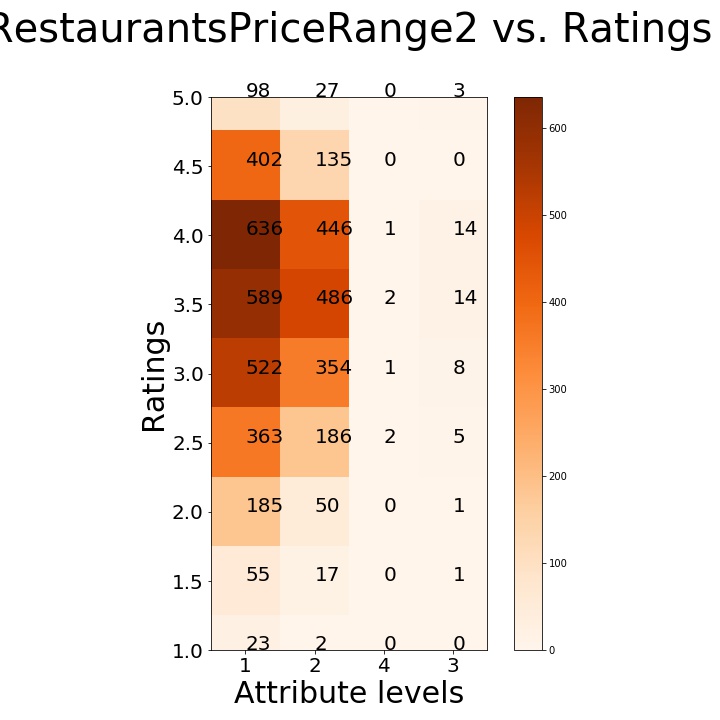 RestaurantsPriceRange2 vs. Ratings
98 27 0 3
5.0
600
4.5 402 135 0 0
500
4.0 636 446 1 14
400
3.5 589 486 2 14
Ratings
300
3.0 522 354 1 8
2.5 363 186 2 5
200
2.0 185 50 0 1
100
1.5 55 17 0 1
23 2 0 0
1.0
0
1 2 4 3
Attribute levels